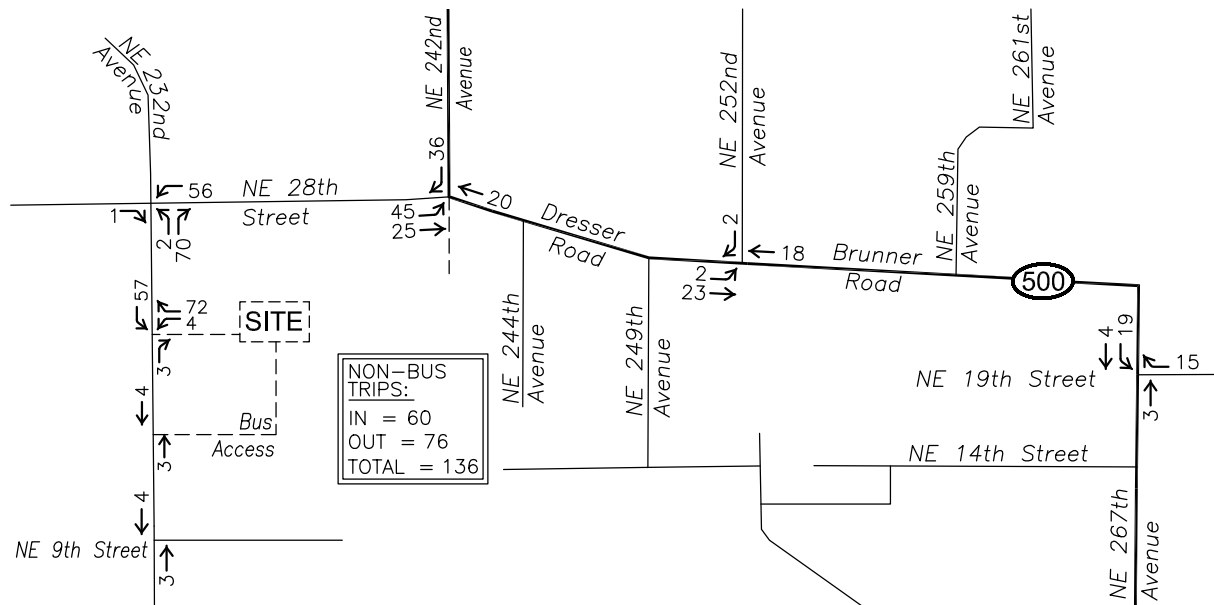 NE 232nd
Avenue
NE 242nd
Avenue
NE 252nd
Avenue
NE 261st
Avenue
NE 259th
Avenue
36
56
NE 28th
Street
1
2
70
45
25
20
Dresser
Road
2
18
Brunner
Road
2
23
500
57
72
4
SITE
3
4
Bus
Access
3
4
NE 9th Street
3
NE 244th
Avenue
NE 249th
Avenue
NON-BUS
TRIPS:
IN = 60
OUT = 76
TOTAL = 136
4
19
15
NE 19th Street
3
NE 14th Street
NE 267th
Avenue